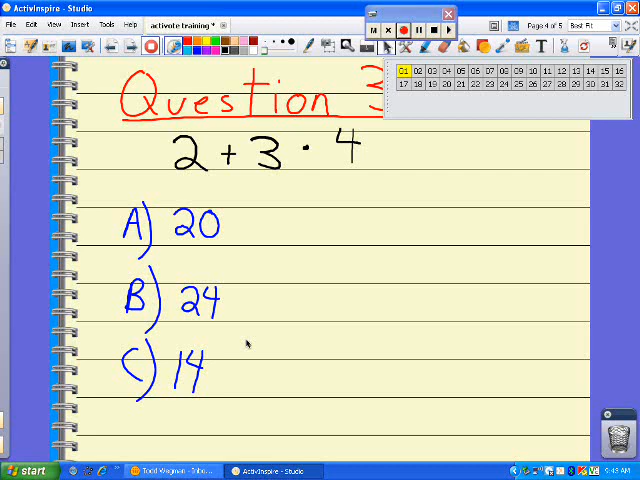 ActivInspire - Studio
File Edit View Insert Tools Help activote training * Page 4 of 5 Best Fit
M
01 02 03 04 05 06 07 08 09 10 11 12 13 14 15 16
17 18 19 20 21 22 23 24 25 26 27 28 29 30 31 32
Question 3
2 + 3 · 4
A) 20
B) 24
C) 14
start Todd Wegman - Inbo... ActivInspire - Studio 9:43 AM